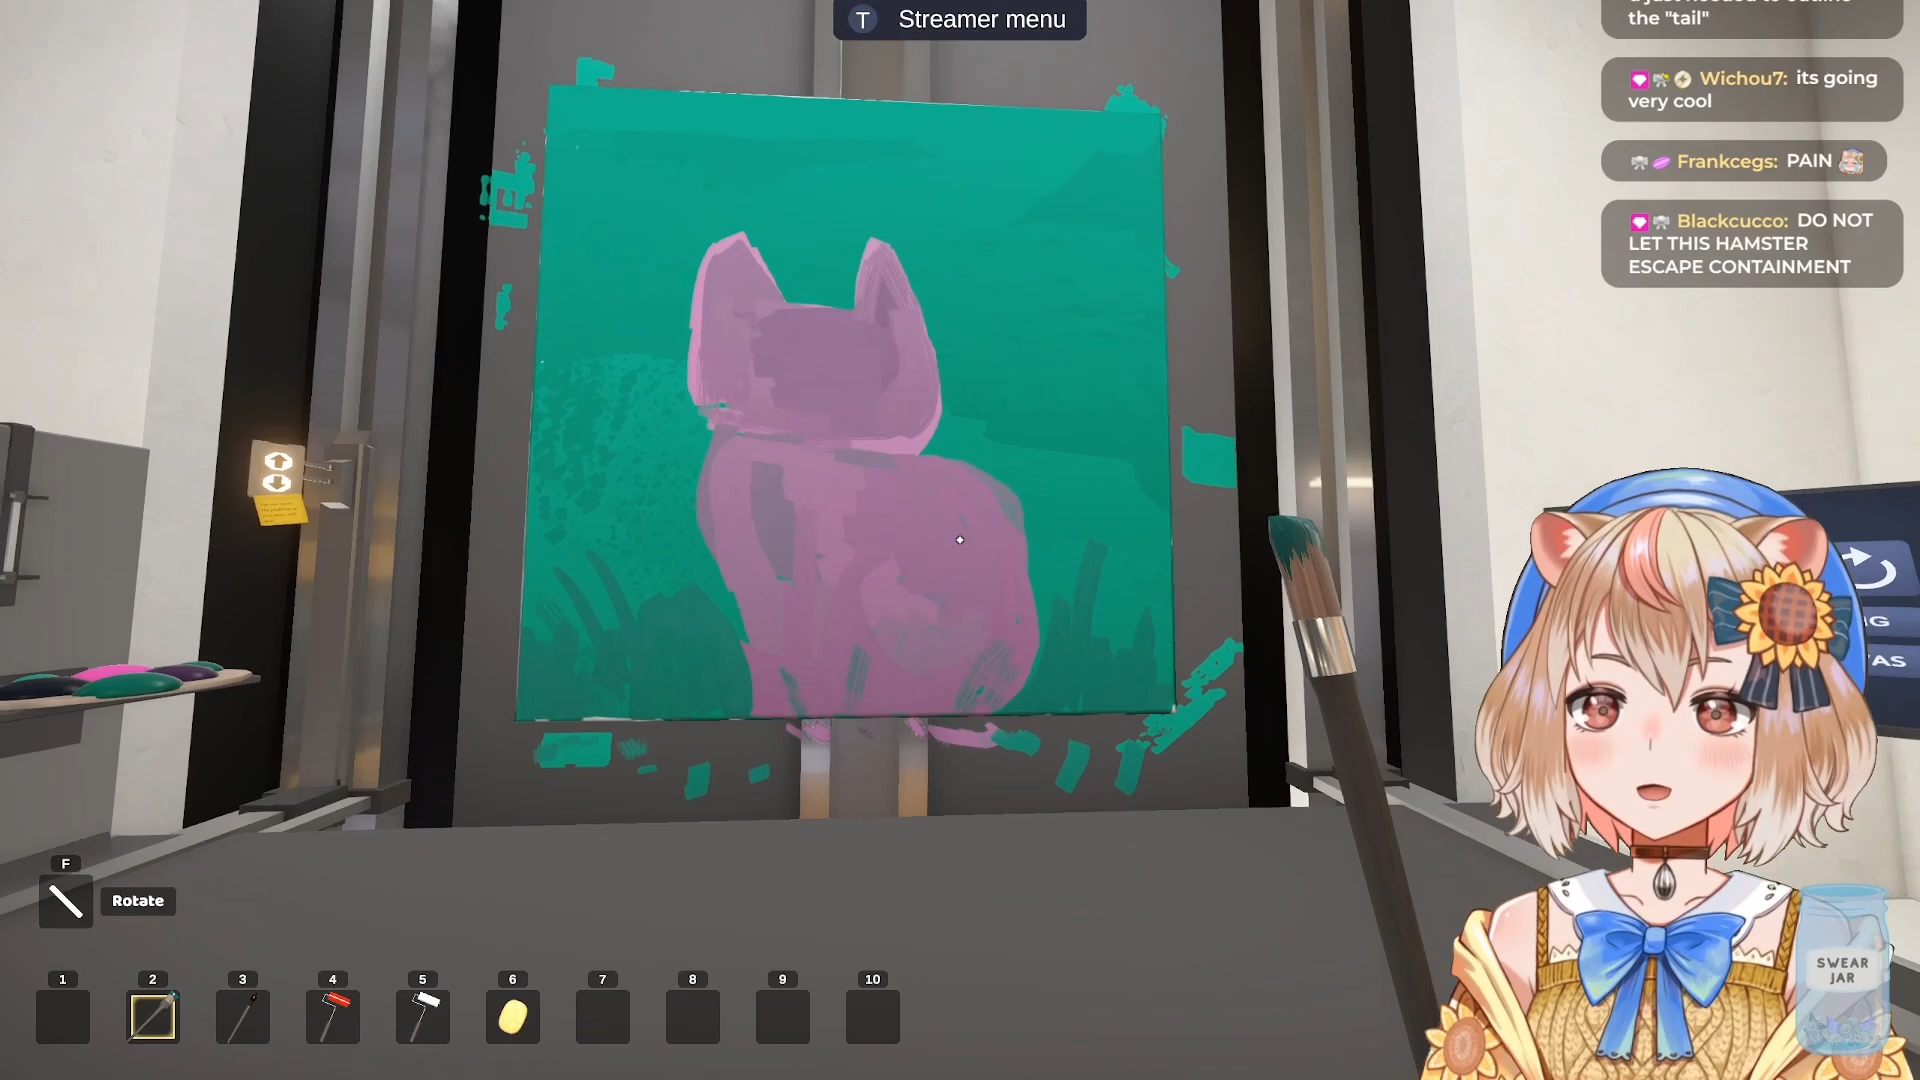 T Streamer menu
the "tail"
Wichou7: its going
very cool
Frankcegs: PAIN
Blackcucco: DO NOT
LET THIS HAMSTER
ESCAPE CONTAINMENT
G
AS
F
Rotate
1 2 3 4 5 6 7 8 9 10
SWEAR
JAR